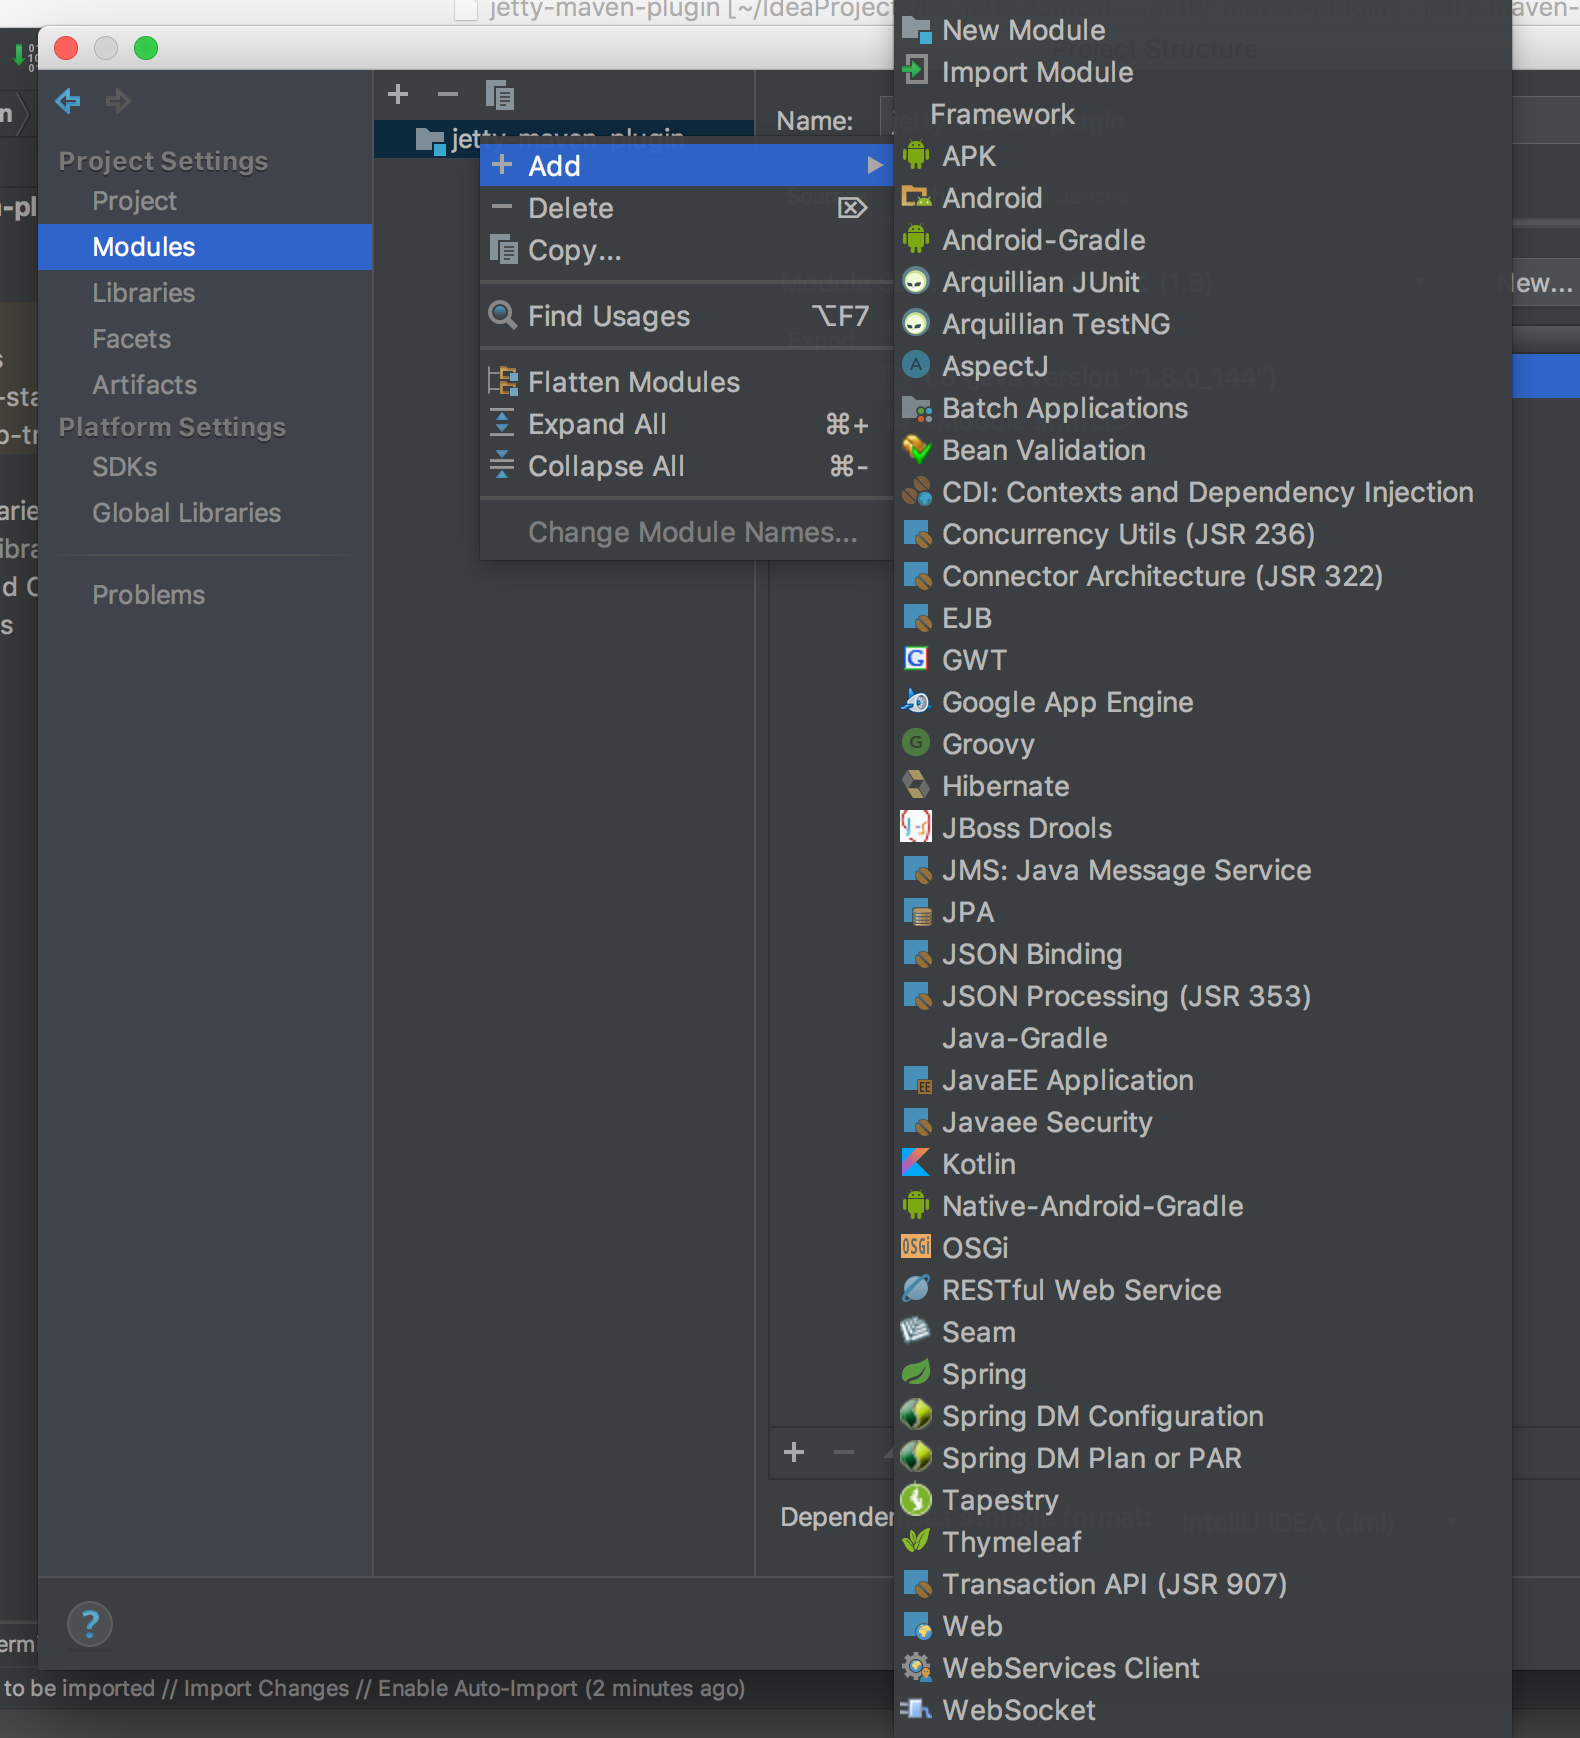 jetty-maven-plugin [~/IdeaProject
Project Structure
Project Settings
Project
Modules
Libraries
Facets
Artifacts
Platform Settings
SDKs
Global Libraries
Problems
jetty-maven-plugin
Name:
Add
Delete
Copy...
Find Usages ⌥F7
Flatten Modules
Expand All ⌘+
Collapse All ⌘-
Change Module Names...
New Module
Import Module
Framework
APK
Android
Android-Gradle
Arquillian JUnit
Arquillian TestNG
AspectJ
Batch Applications
Bean Validation
CDI: Contexts and Dependency Injection
Concurrency Utils (JSR 236)
Connector Architecture (JSR 322)
EJB
GWT
Google App Engine
Groovy
Hibernate
JBoss Drools
JMS: Java Message Service
JPA
JSON Binding
JSON Processing (JSR 353)
Java-Gradle
JavaEE Application
Javaee Security
Kotlin
Native-Android-Gradle
OSGi
RESTful Web Service
Seam
Spring
Spring DM Configuration
Spring DM Plan or PAR
Tapestry
Thymeleaf
Transaction API (JSR 907)
Web
WebServices Client
WebSocket
New...
Dependen
to be imported // Import Changes // Enable Auto-Import (2 minutes ago)